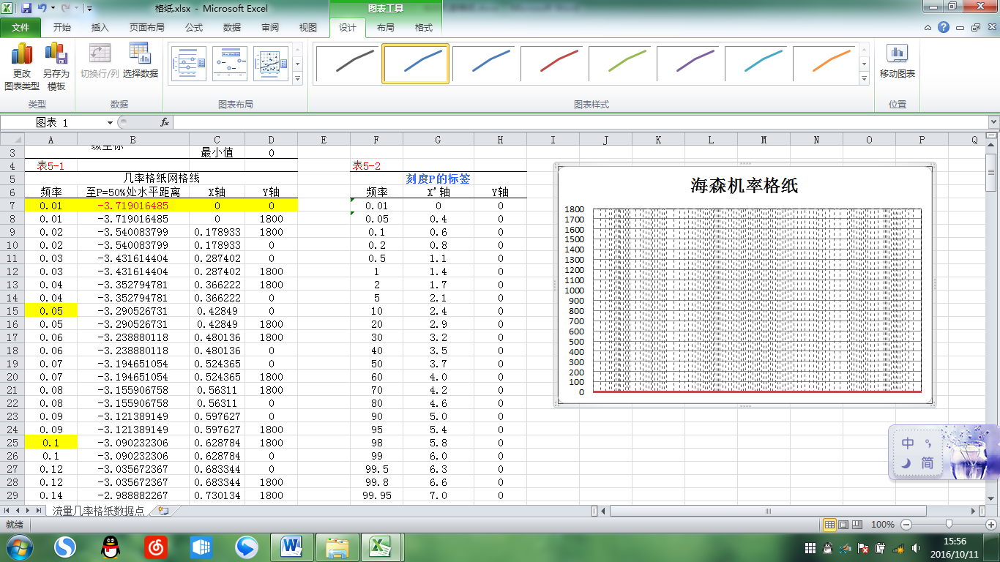 格纸.xlsx - Microsoft Excel
图表工具
文件 开始 插入 页面布局 公式 数据 审阅 视图 设计 布局 格式
更改图表类型 另存为模板 切换行/列 选择数据 移动图表
类型 数据 图表布局 图表样式 位置
图表 1 fx
A B C D E F G H I J K L M N O P Q
3 纵坐标 最小值 0
4 表5-1 表5-2
5 几率格纸网格线 刻度P的标签
6 频率 至P=50%处水平距离 X轴 Y轴 频率 X'轴 Y轴
7 0.01 -3.719016485 0 0 0.01 0 0
8 0.01 -3.719016485 0 1800 0.05 0.4 0
9 0.02 -3.540083799 0.178933 1800 0.1 0.6 0
10 0.02 -3.540083799 0.178933 0 0.2 0.8 0
11 0.03 -3.431614404 0.287402 0 0.5 1.1 0
12 0.03 -3.431614404 0.287402 1800 1 1.4 0
13 0.04 -3.352794781 0.366222 1800 2 1.7 0
14 0.04 -3.352794781 0.366222 0 5 2.1 0
15 0.05 -3.290526731 0.42849 0 10 2.4 0
16 0.05 -3.290526731 0.42849 1800 20 2.9 0
17 0.06 -3.238880118 0.480136 1800 30 3.2 0
18 0.06 -3.238880118 0.480136 0 40 3.5 0
19 0.07 -3.194651054 0.524365 0 50 3.7 0
20 0.07 -3.194651054 0.524365 1800 60 4.0 0
21 0.08 -3.155906758 0.56311 1800 70 4.2 0
22 0.08 -3.155906758 0.56311 0 80 4.6 0
23 0.09 -3.121389149 0.597627 0 90 5.0 0
24 0.09 -3.121389149 0.597627 1800 95 5.4 0
25 0.1 -3.090232306 0.628784 1800 98 5.8 0
26 0.1 -3.090232306 0.628784 0 99 6.0 0
27 0.12 -3.035672367 0.683344 0 99.5 6.3 0
28 0.12 -3.035672367 0.683344 1800 99.8 6.6 0
29 0.14 -2.988882267 0.730134 1800 99.95 7.0 0
海森机率格纸
1800
1700
1600
1500
1400
1300
1200
1100
1000
900
800
700
600
500
400
300
200
100
0
中 °,
简
流量几率格纸数据点
就绪 100%
15:56
2016/10/11